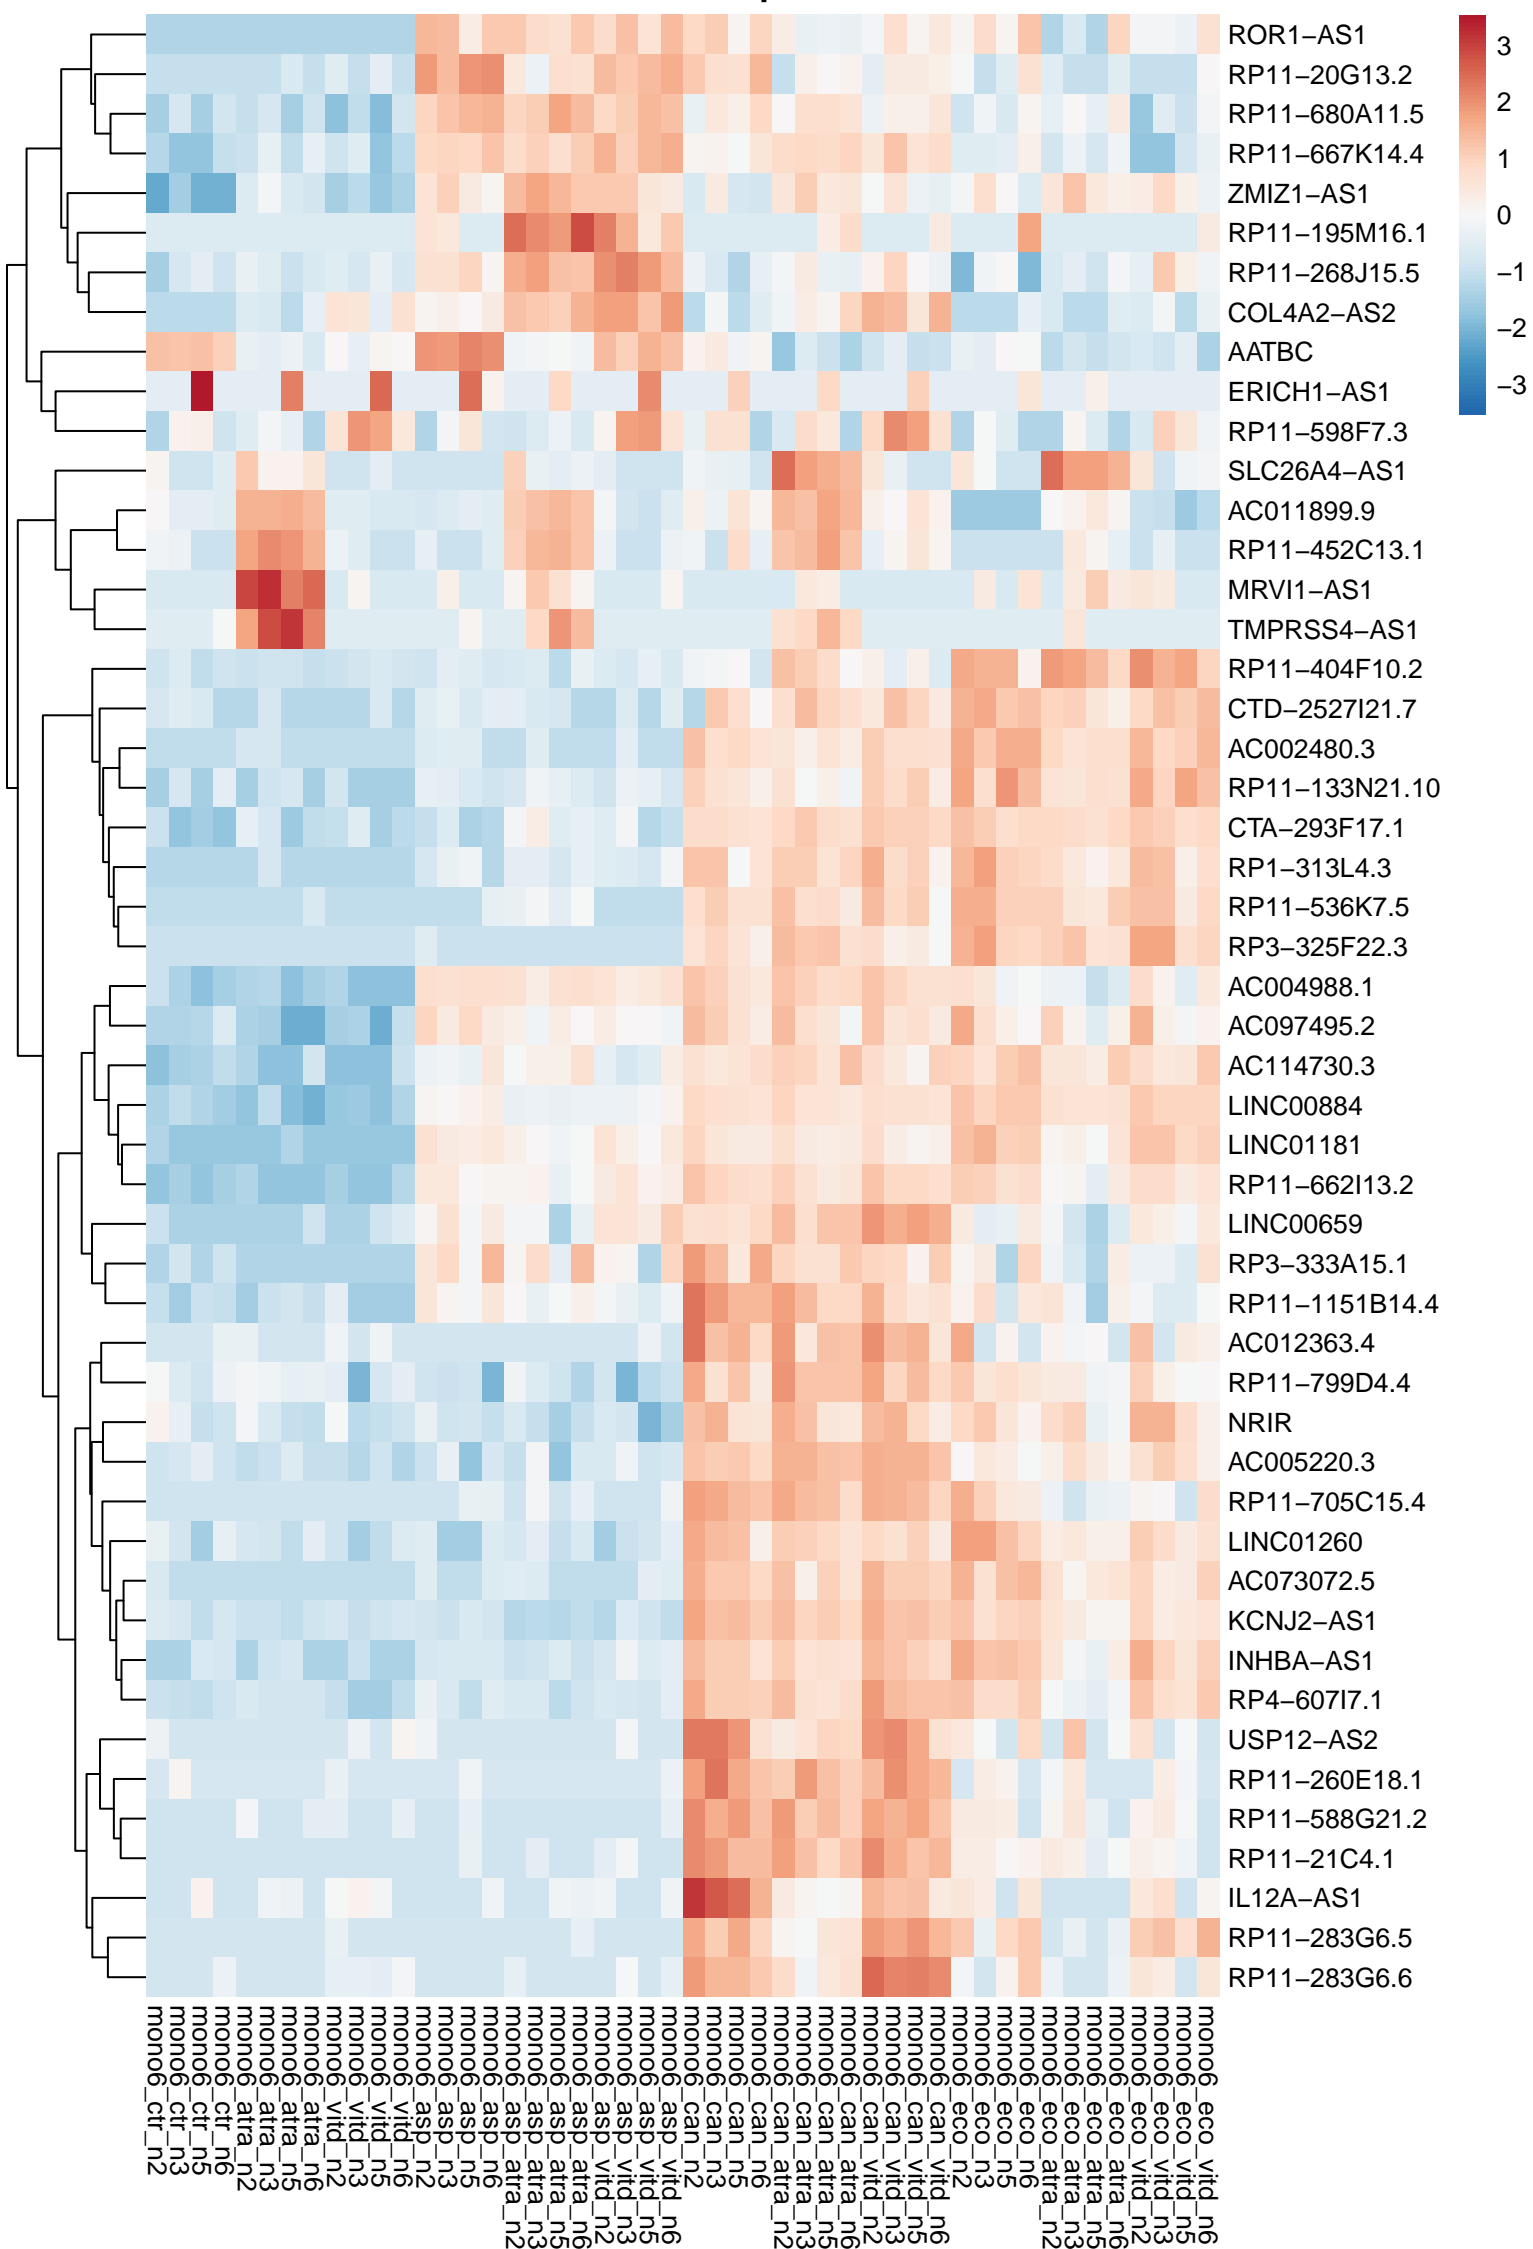 ROR1−AS1
RP11−20G13.2
RP11−680A11.5
RP11−667K14.4
ZMIZ1−AS1
RP11−195M16.1
RP11−268J15.5
COL4A2−AS2
AATBC
ERICH1−AS1
RP11−598F7.3
SLC26A4−AS1
AC011899.9
RP11−452C13.1
MRVI1−AS1
TMPRSS4−AS1
RP11−404F10.2
CTD−2527I21.7
AC002480.3
RP11−133N21.10
CTA−293F17.1
RP1−313L4.3
RP11−536K7.5
RP3−325F22.3
AC004988.1
AC097495.2
AC114730.3
LINC00884
LINC01181
RP11−662I13.2
LINC00659
RP3−333A15.1
RP11−1151B14.4
AC012363.4
RP11−799D4.4
NRIR
AC005220.3
RP11−705C15.4
LINC01260
AC073072.5
KCNJ2−AS1
INHBA−AS1
RP4−607I7.1
USP12−AS2
RP11−260E18.1
RP11−588G21.2
RP11−21C4.1
IL12A−AS1
RP11−283G6.5
RP11−283G6.6
3
2
1
0
−1
−2
−3
mono6_ctr_n2
mono6_ctr_n3
mono6_ctr_n5
mono6_ctr_n6
mono6_atra_n2
mono6_atra_n3
mono6_atra_n5
mono6_atra_n6
mono6_vitd_n2
mono6_vitd_n3
mono6_vitd_n5
mono6_vitd_n6
mono6_asp_n2
mono6_asp_n3
mono6_asp_n5
mono6_asp_n6
mono6_asp_atra_n2
mono6_asp_atra_n3
mono6_asp_atra_n5
mono6_asp_atra_n6
mono6_asp_vitd_n2
mono6_asp_vitd_n3
mono6_asp_vitd_n5
mono6_asp_vitd_n6
mono6_can_n2
mono6_can_n3
mono6_can_n5
mono6_can_n6
mono6_can_atra_n2
mono6_can_atra_n3
mono6_can_atra_n5
mono6_can_atra_n6
mono6_can_vitd_n2
mono6_can_vitd_n3
mono6_can_vitd_n5
mono6_can_vitd_n6
mono6_eco_n2
mono6_eco_n3
mono6_eco_n5
mono6_eco_n6
mono6_eco_atra_n2
mono6_eco_atra_n3
mono6_eco_atra_n5
mono6_eco_atra_n6
mono6_eco_vitd_n2
mono6_eco_vitd_n3
mono6_eco_vitd_n5
mono6_eco_vitd_n6